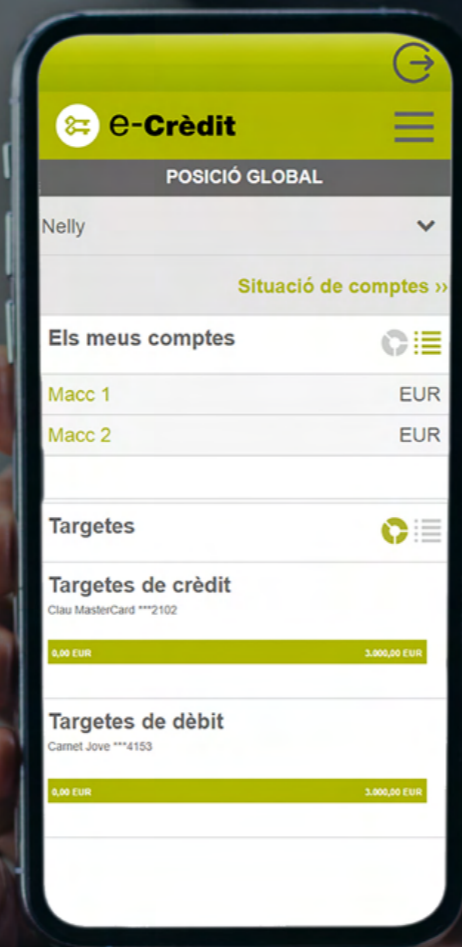 e-Crèdit
POSICIÓ GLOBAL
Nelly
Situació de comptes ››
Els meus comptes
Macc 1 EUR
Macc 2 EUR
Targetes
Targetes de crèdit
Clau MasterCard ***2102
0,00 EUR 3.000,00 EUR
Targetes de dèbit
Carnet Jove ***4153
0,00 EUR 3.000,00 EUR